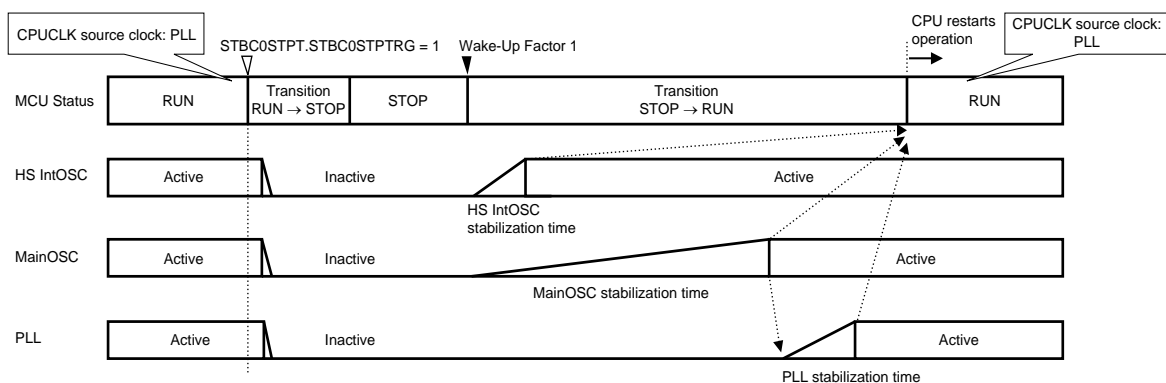 CPUCLK source clock: PLL
STBC0STPT.STBC0STPTRG = 1
Wake-Up Factor 1
CPU restarts
operation
CPUCLK source clock:
PLL
MCU Status
RUN
Transition
RUN → STOP
STOP
Transition
STOP → RUN
RUN
HS IntOSC
Active
Inactive
Active
HS IntOSC
stabilization time
MainOSC
Active
Inactive
Active
MainOSC stabilization time
PLL
Active
Inactive
Active
PLL stabilization time